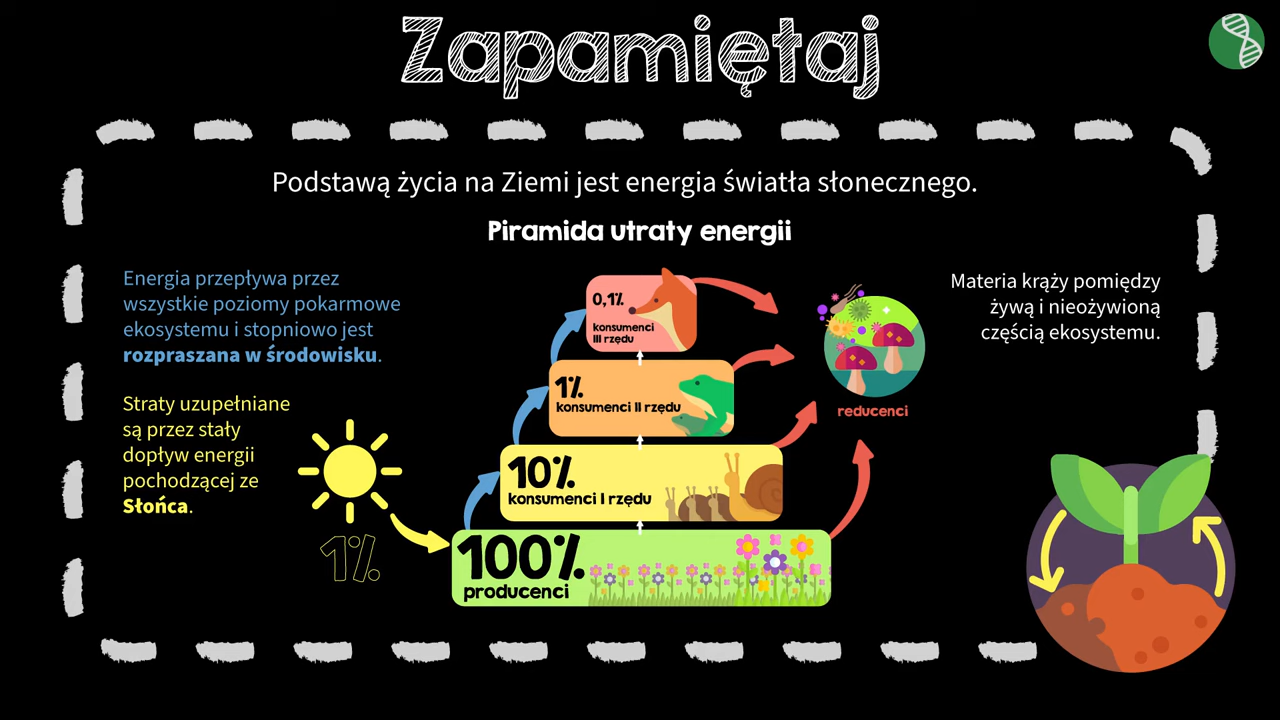 Zapamiętaj
Podstawą życia na Ziemi jest energia światła słonecznego.
Piramida utraty energii
Energia przepływa przez
wszystkie poziomy pokarmowe
ekosystemu i stopniowo jest
rozpraszana w środowisku.
Straty uzupełniane
są przez stały
dopływ energii
pochodzącej ze
Słońca.
1%
0,1%
konsumenci
III rzędu
1%
konsumenci II rzędu
10%
konsumenci I rzędu
100%
producenci
reducenci
Materia krąży pomiędzy
żywą i nieożywioną
częścią ekosystemu.